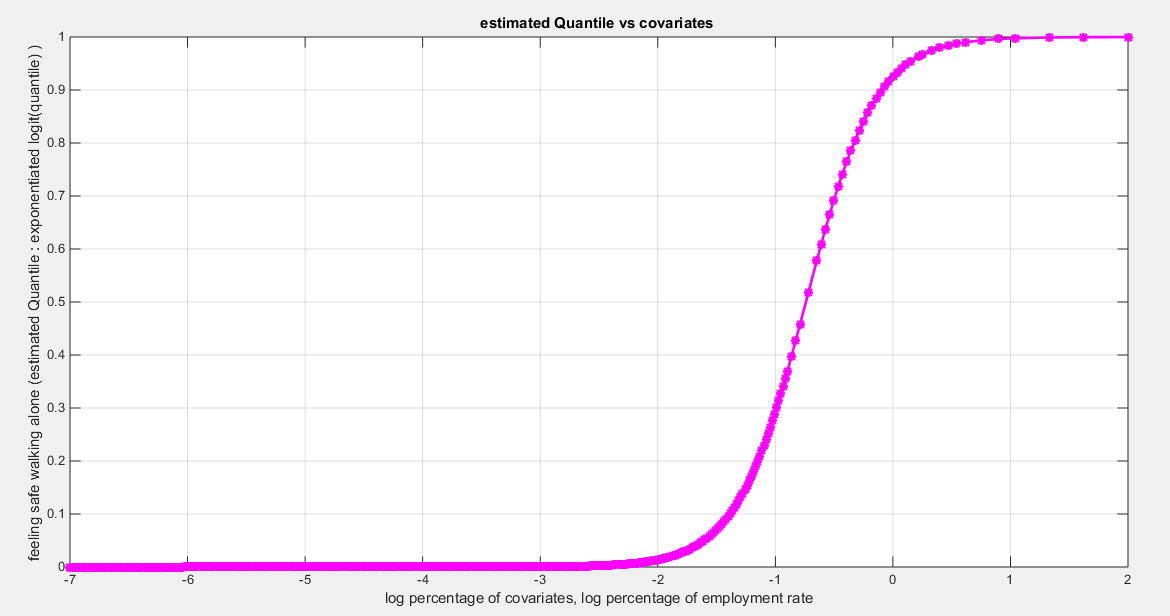 estimated Quantile vs covariates
feeling safe walking alone (estimated Quantile : exponentiated logit(quantile) )
1
0.9
0.8
0.7
0.6
0.5
0.4
0.3
0.2
0.1
0
-7 -6 -5 -4 -3 -2 -1 0 1 2
log percentage of covariates, log percentage of employment rate